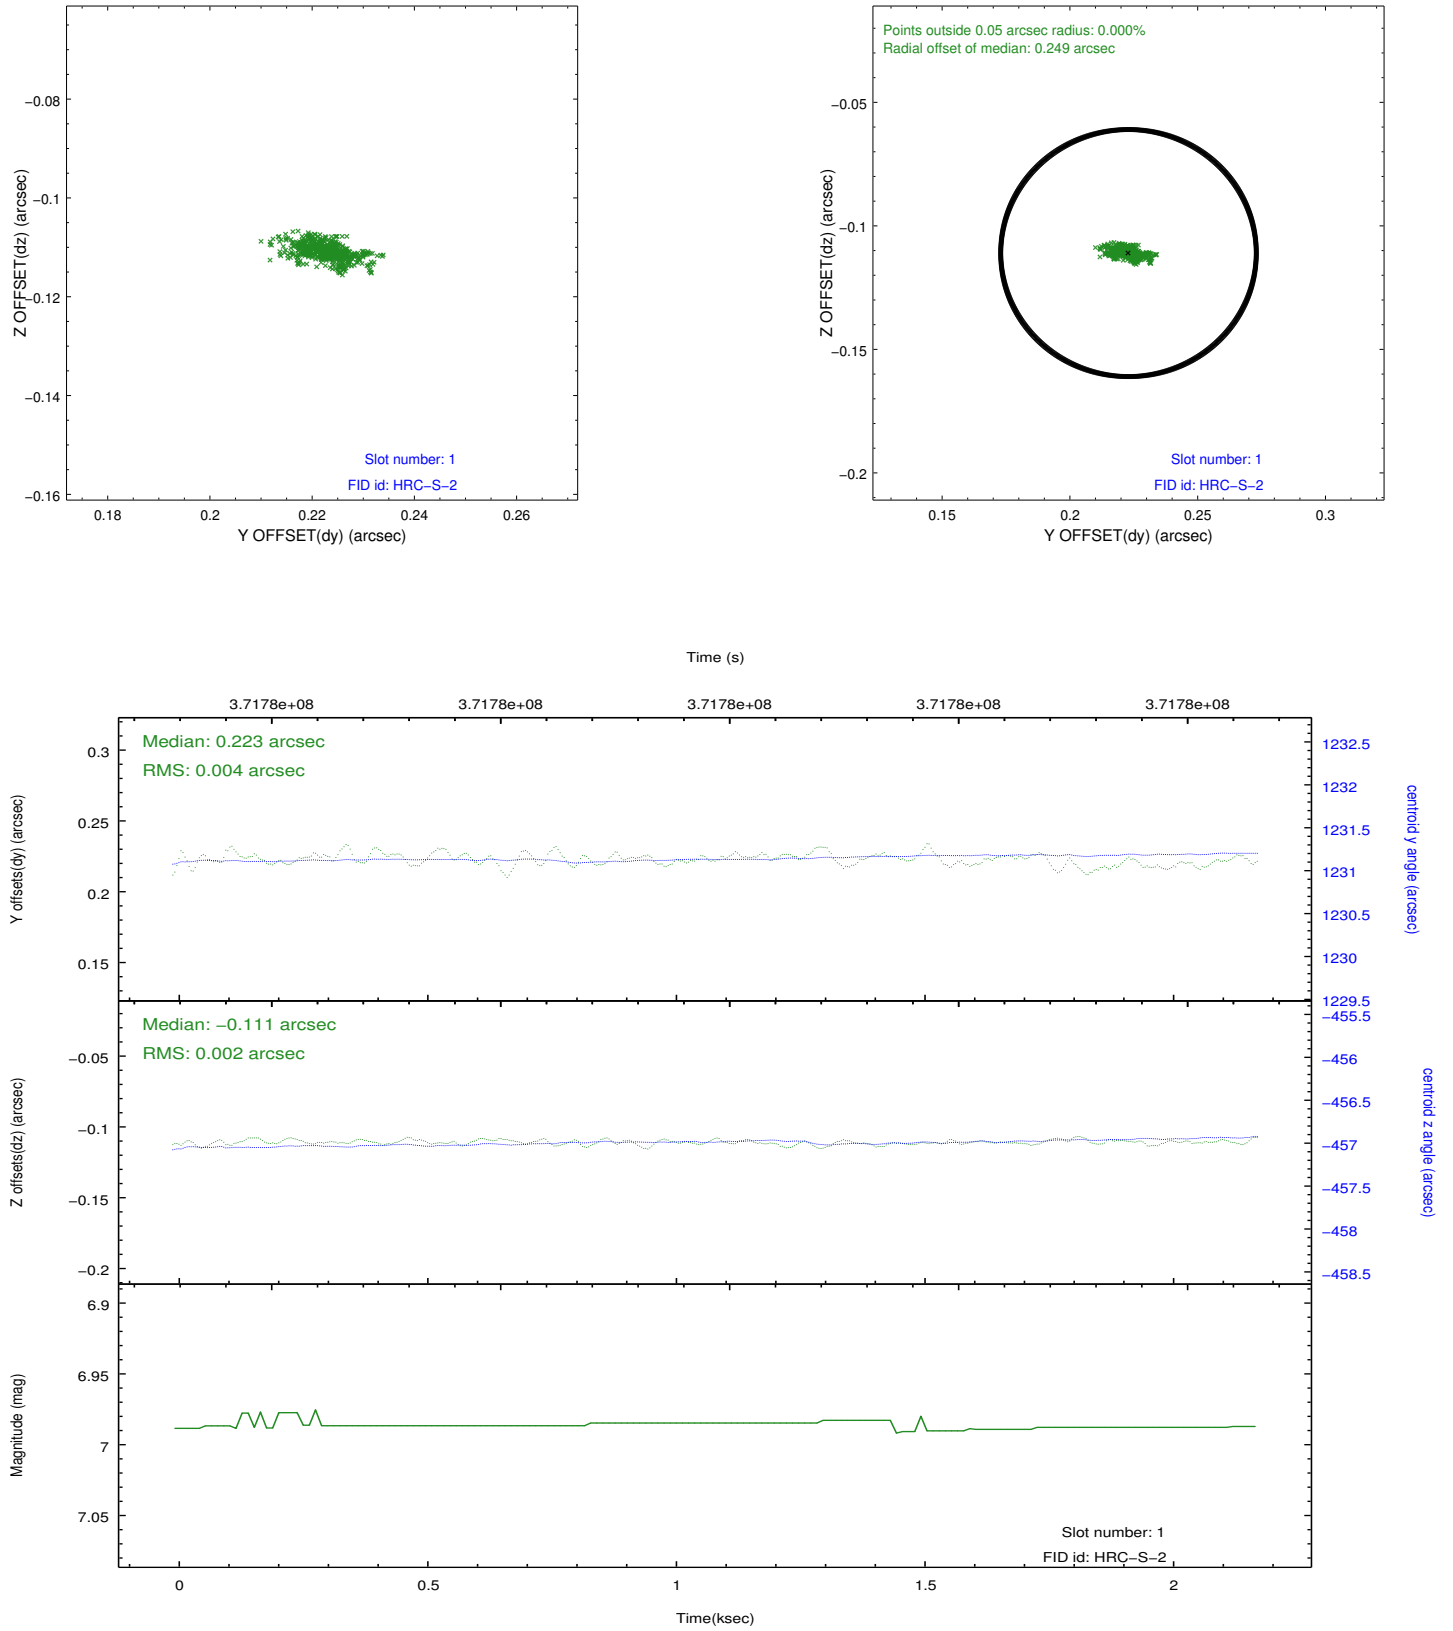 −0.08
−0.1
−0.12
−0.14
−0.16
Z OFFSET(dz) (arcsec)
0.18 0.2 0.22 0.24 0.26
Y OFFSET(dy) (arcsec)
Slot number: 1
FID id: HRC−S−2
Points outside 0.05 arcsec radius: 0.000%
Radial offset of median: 0.249 arcsec
−0.05
−0.1
−0.15
−0.2
Z OFFSET(dz) (arcsec)
0.15 0.2 0.25 0.3
Y OFFSET(dy) (arcsec)
Slot number: 1
FID id: HRC−S−2
Time (s)
3.7178e+08 3.7178e+08 3.7178e+08 3.7178e+08 3.7178e+08
Median: 0.223 arcsec
RMS: 0.004 arcsec
0.3
0.25
0.2
0.15
Y offsets(dy) (arcsec)
1232.5
1232
1231.5
1231
1230.5
1230
1229.5
centroid y angle (arcsec)
Median: −0.111 arcsec
RMS: 0.002 arcsec
−0.05
−0.1
−0.15
−0.2
Z offsets(dz) (arcsec)
−455.5
−456
−456.5
−457
−457.5
−458
−458.5
centroid z angle (arcsec)
6.9
6.95
7
7.05
Magnitude (mag)
Slot number: 1
FID id: HRC−S−2
0 0.5 1 1.5 2
Time(ksec)